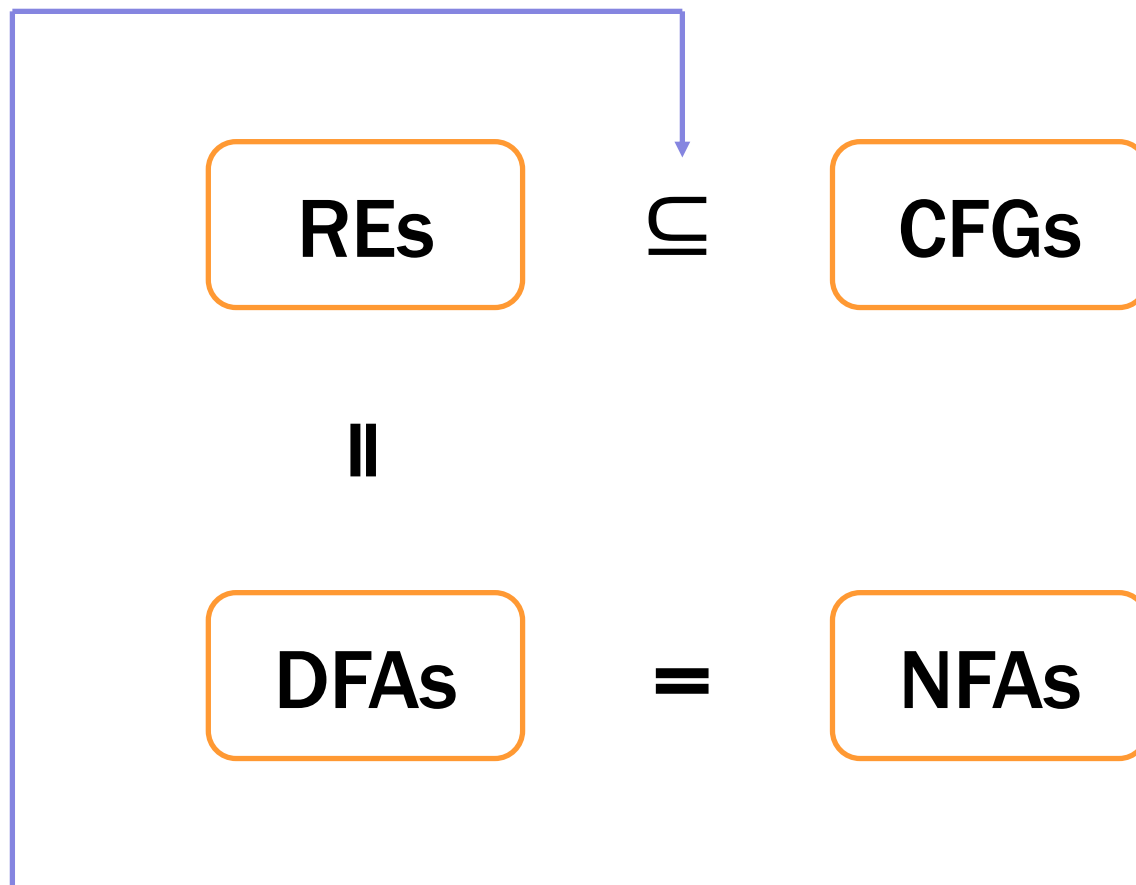 REs ⊆ CFGs
=
DFAs = NFAs